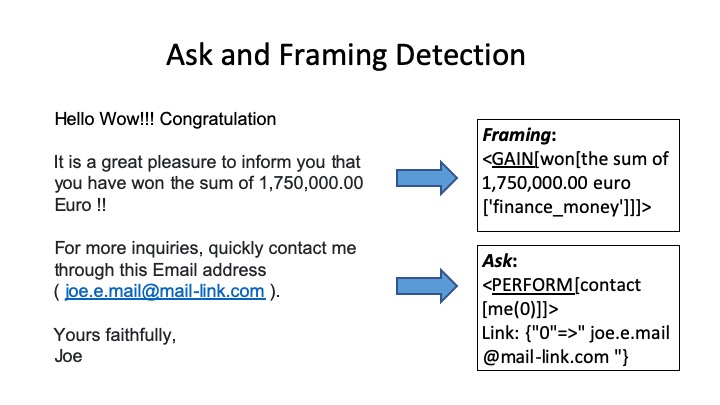 Ask and Framing Detection
Hello Wow!!! Congratulation
It is a great pleasure to inform you that
you have won the sum of 1,750,000.00
Euro !!
For more inquiries, quickly contact me
through this Email address
( joe.e.mail@mail-link.com ).
Yours faithfully,
Joe
Framing:
<GAIN[won[the sum of
1,750,000.00 euro
['finance_money']]]>
Ask:
<PERFORM[contact
[me(0)]]>
Link: {"0"=>" joe.e.mail
@mail-link.com "}